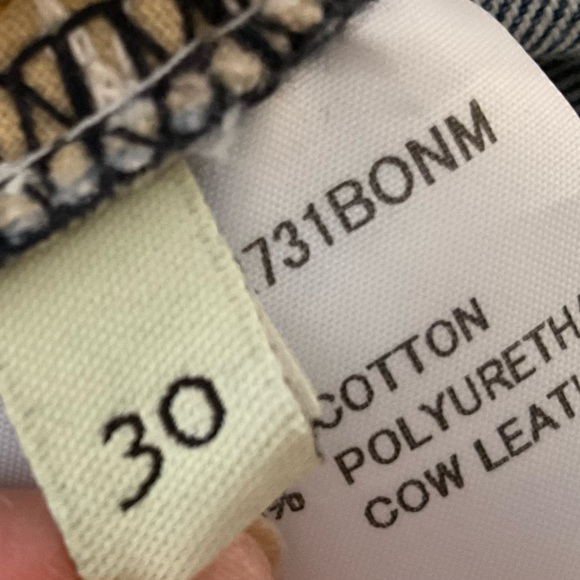 731BONM
30
COTTON
POLYURETH
%
COW LEAT